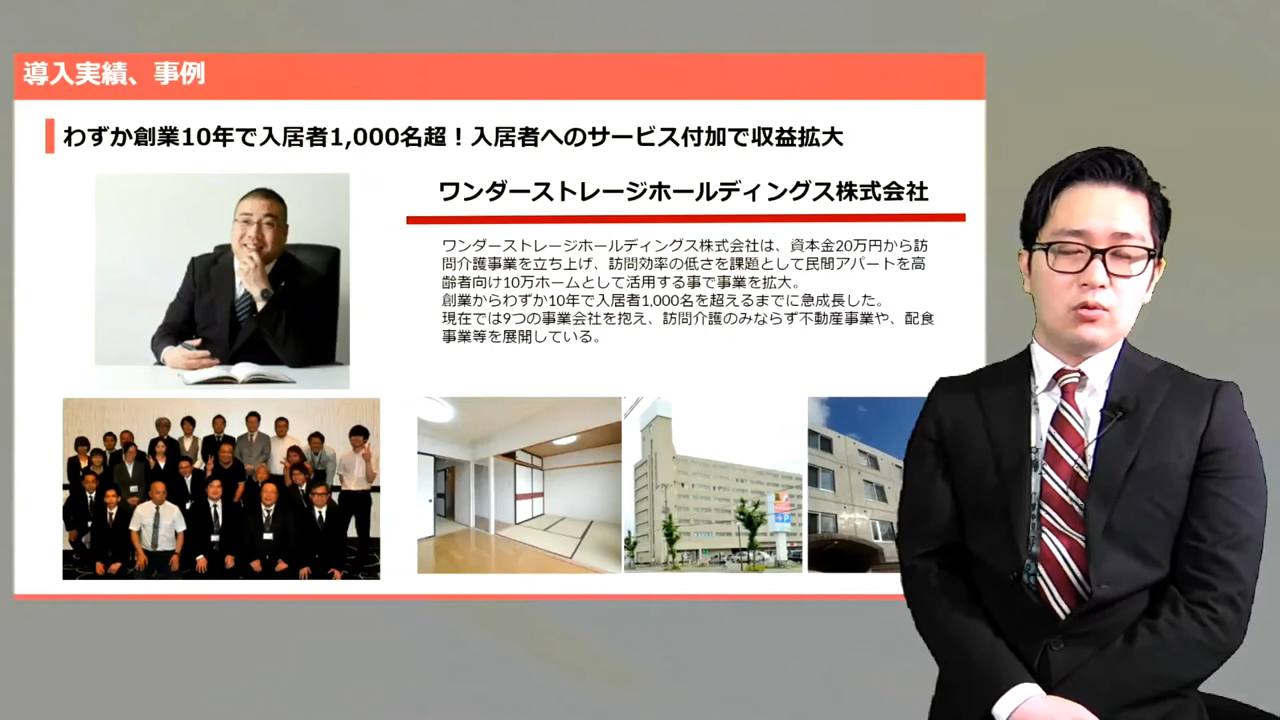 導入実績、事例
わずか創業10年で入居者1,000名超！入居者へのサービス付加で収益拡大
ワンダーストレージホールディングス株式会社
ワンダーストレージホールディングス株式会社は、資本金20万円から訪
問介護事業を立ち上げ、訪問効率の低さを課題として民間アパートを高
齢者向け10万ホームとして活用する事で事業を拡大。
創業からわずか10年で入居者1,000名を超えるまでに急成長した。
現在では9つの事業会社を抱え、訪問介護のみならず不動産事業や、配食
事業等を展開している。